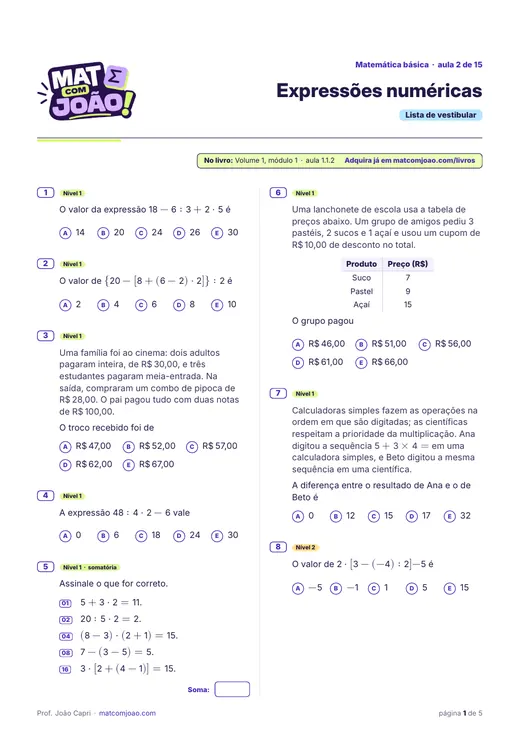 MAT Σ
COM
JOÃO!
Matemática básica · aula 2 de 15
Expressões numéricas
Lista de vestibular
No livro: Volume 1, módulo 1 · aula 1.1.2 Adquira já em matcomjoao.com/livros
1 Nível 1
O valor da expressão 18 − 6 : 3 + 2 · 5 é
A 14 B 20 C 24 D 26 E 30
2 Nível 1
O valor de {20 − [8 + (6 − 2) · 2]} : 2 é
A 2 B 4 C 6 D 8 E 10
3 Nível 1
Uma família foi ao cinema: dois adultos
pagaram inteira, de R$ 30,00, e três
estudantes pagaram meia-entrada. Na
saída, compraram um combo de pipoca de
R$ 28,00. O pai pagou tudo com duas notas
de R$ 100,00.
O troco recebido foi de
A R$ 47,00 B R$ 52,00 C R$ 57,00
D R$ 62,00 E R$ 67,00
4 Nível 1
A expressão 48 : 4 · 2 − 6 vale
A 0 B 6 C 18 D 24 E 30
5 Nível 1 · somatória
Assinale o que for correto.
01 5 + 3 · 2 = 11.
02 20 : 5 · 2 = 2.
04 (8 − 3) · (2 + 1) = 15.
08 7 − (3 − 5) = 5.
16 3 · [2 + (4 − 1)] = 15.
Soma:
6 Nível 1
Uma lanchonete de escola usa a tabela de
preços abaixo. Um grupo de amigos pediu 3
pastéis, 2 sucos e 1 açaí e usou um cupom de
R$ 10,00 de desconto no total.
Produto Preço (R$)
Suco 7
Pastel 9
Açaí 15
O grupo pagou
A R$ 46,00 B R$ 51,00 C R$ 56,00
D R$ 61,00 E R$ 66,00
7 Nível 1
Calculadoras simples fazem as operações na
ordem em que são digitadas; as científicas
respeitam a prioridade da multiplicação. Ana
digitou a sequência 5 + 3 × 4 = em uma
calculadora simples, e Beto digitou a mesma
sequência em uma científica.
A diferença entre o resultado de Ana e o de
Beto é
A 0 B 12 C 15 D 17 E 32
8 Nível 2
O valor de 2 · [3 − (−4) : 2]−5 é
A −5 B −1 C 1 D 5 E 15
Prof. João Capri · matcomjoao.com
página 1 de 5